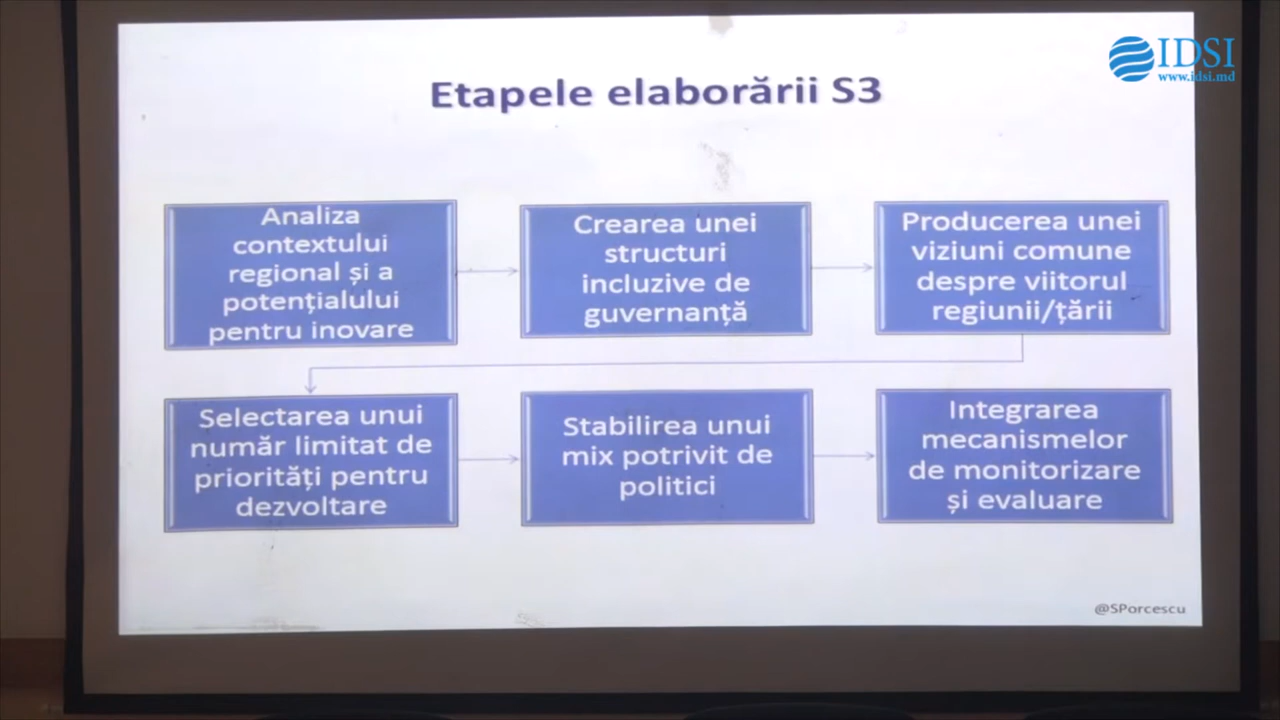 IDSI
www.idsi.md
Etapele elaborării S3
Analiza
contextului
regional și a
potențialului
pentru inovare
Crearea unei
structuri
incluzive de
guvernanță
Producerea unei
viziuni comune
despre viitorul
regiunii/țării
Selectarea unui
număr limitat de
priorități pentru
dezvoltare
Stabilirea unui
mix potrivit de
politici
Integrarea
mecanismelor
de monitorizare
și evaluare
@SPorcescu